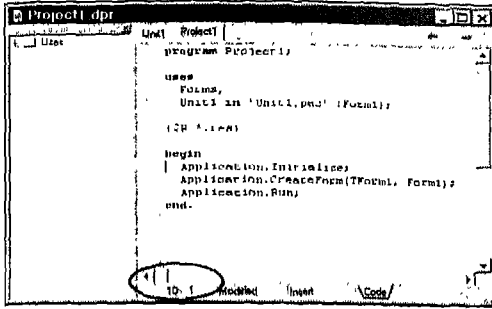 Project1.dpr
Unit1 Project1
Uses
program Project1;
uses
Forms,
Unit1 in 'Unit1.pas' {Form1};
{$R *.res}
begin
Application.Initialize;
Application.CreateForm(TForm1, Form1);
Application.Run;
end.
10: 1 Modified Insert Code